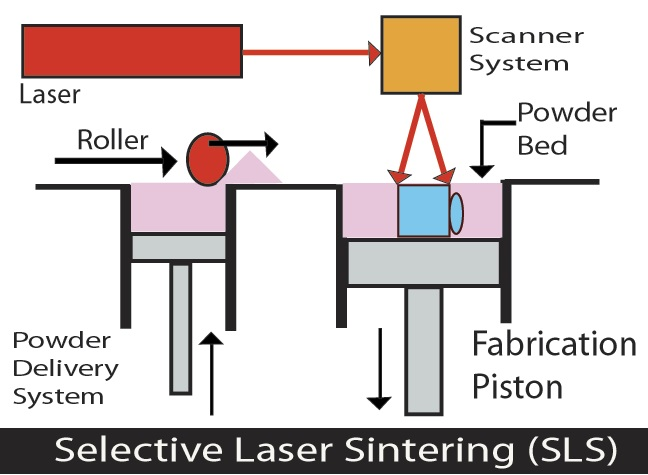 Laser
Scanner
System
Roller
Powder
Bed
Powder
Delivery
System
Fabrication
Piston
Selective Laser Sintering (SLS)